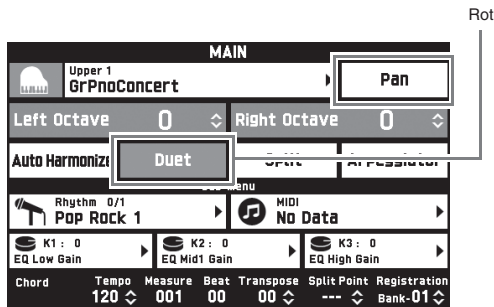 Rot
MAIN
Upper 1
GrPnoConcert
Pan
Left Octave 0
Right Octave 0
Auto Harmonize
Duet
Split
Arpeggiator
menu
Rhythm 0/1
Pop Rock 1
MIDI
No Data
K1 : 0
EQ Low Gain
K2 : 0
EQ Mid1 Gain
K3 : 0
EQ High Gain
Chord
Tempo
120
Measure
001
Beat
00
Transpose
00
Split Point
---
Registration
Bank-01